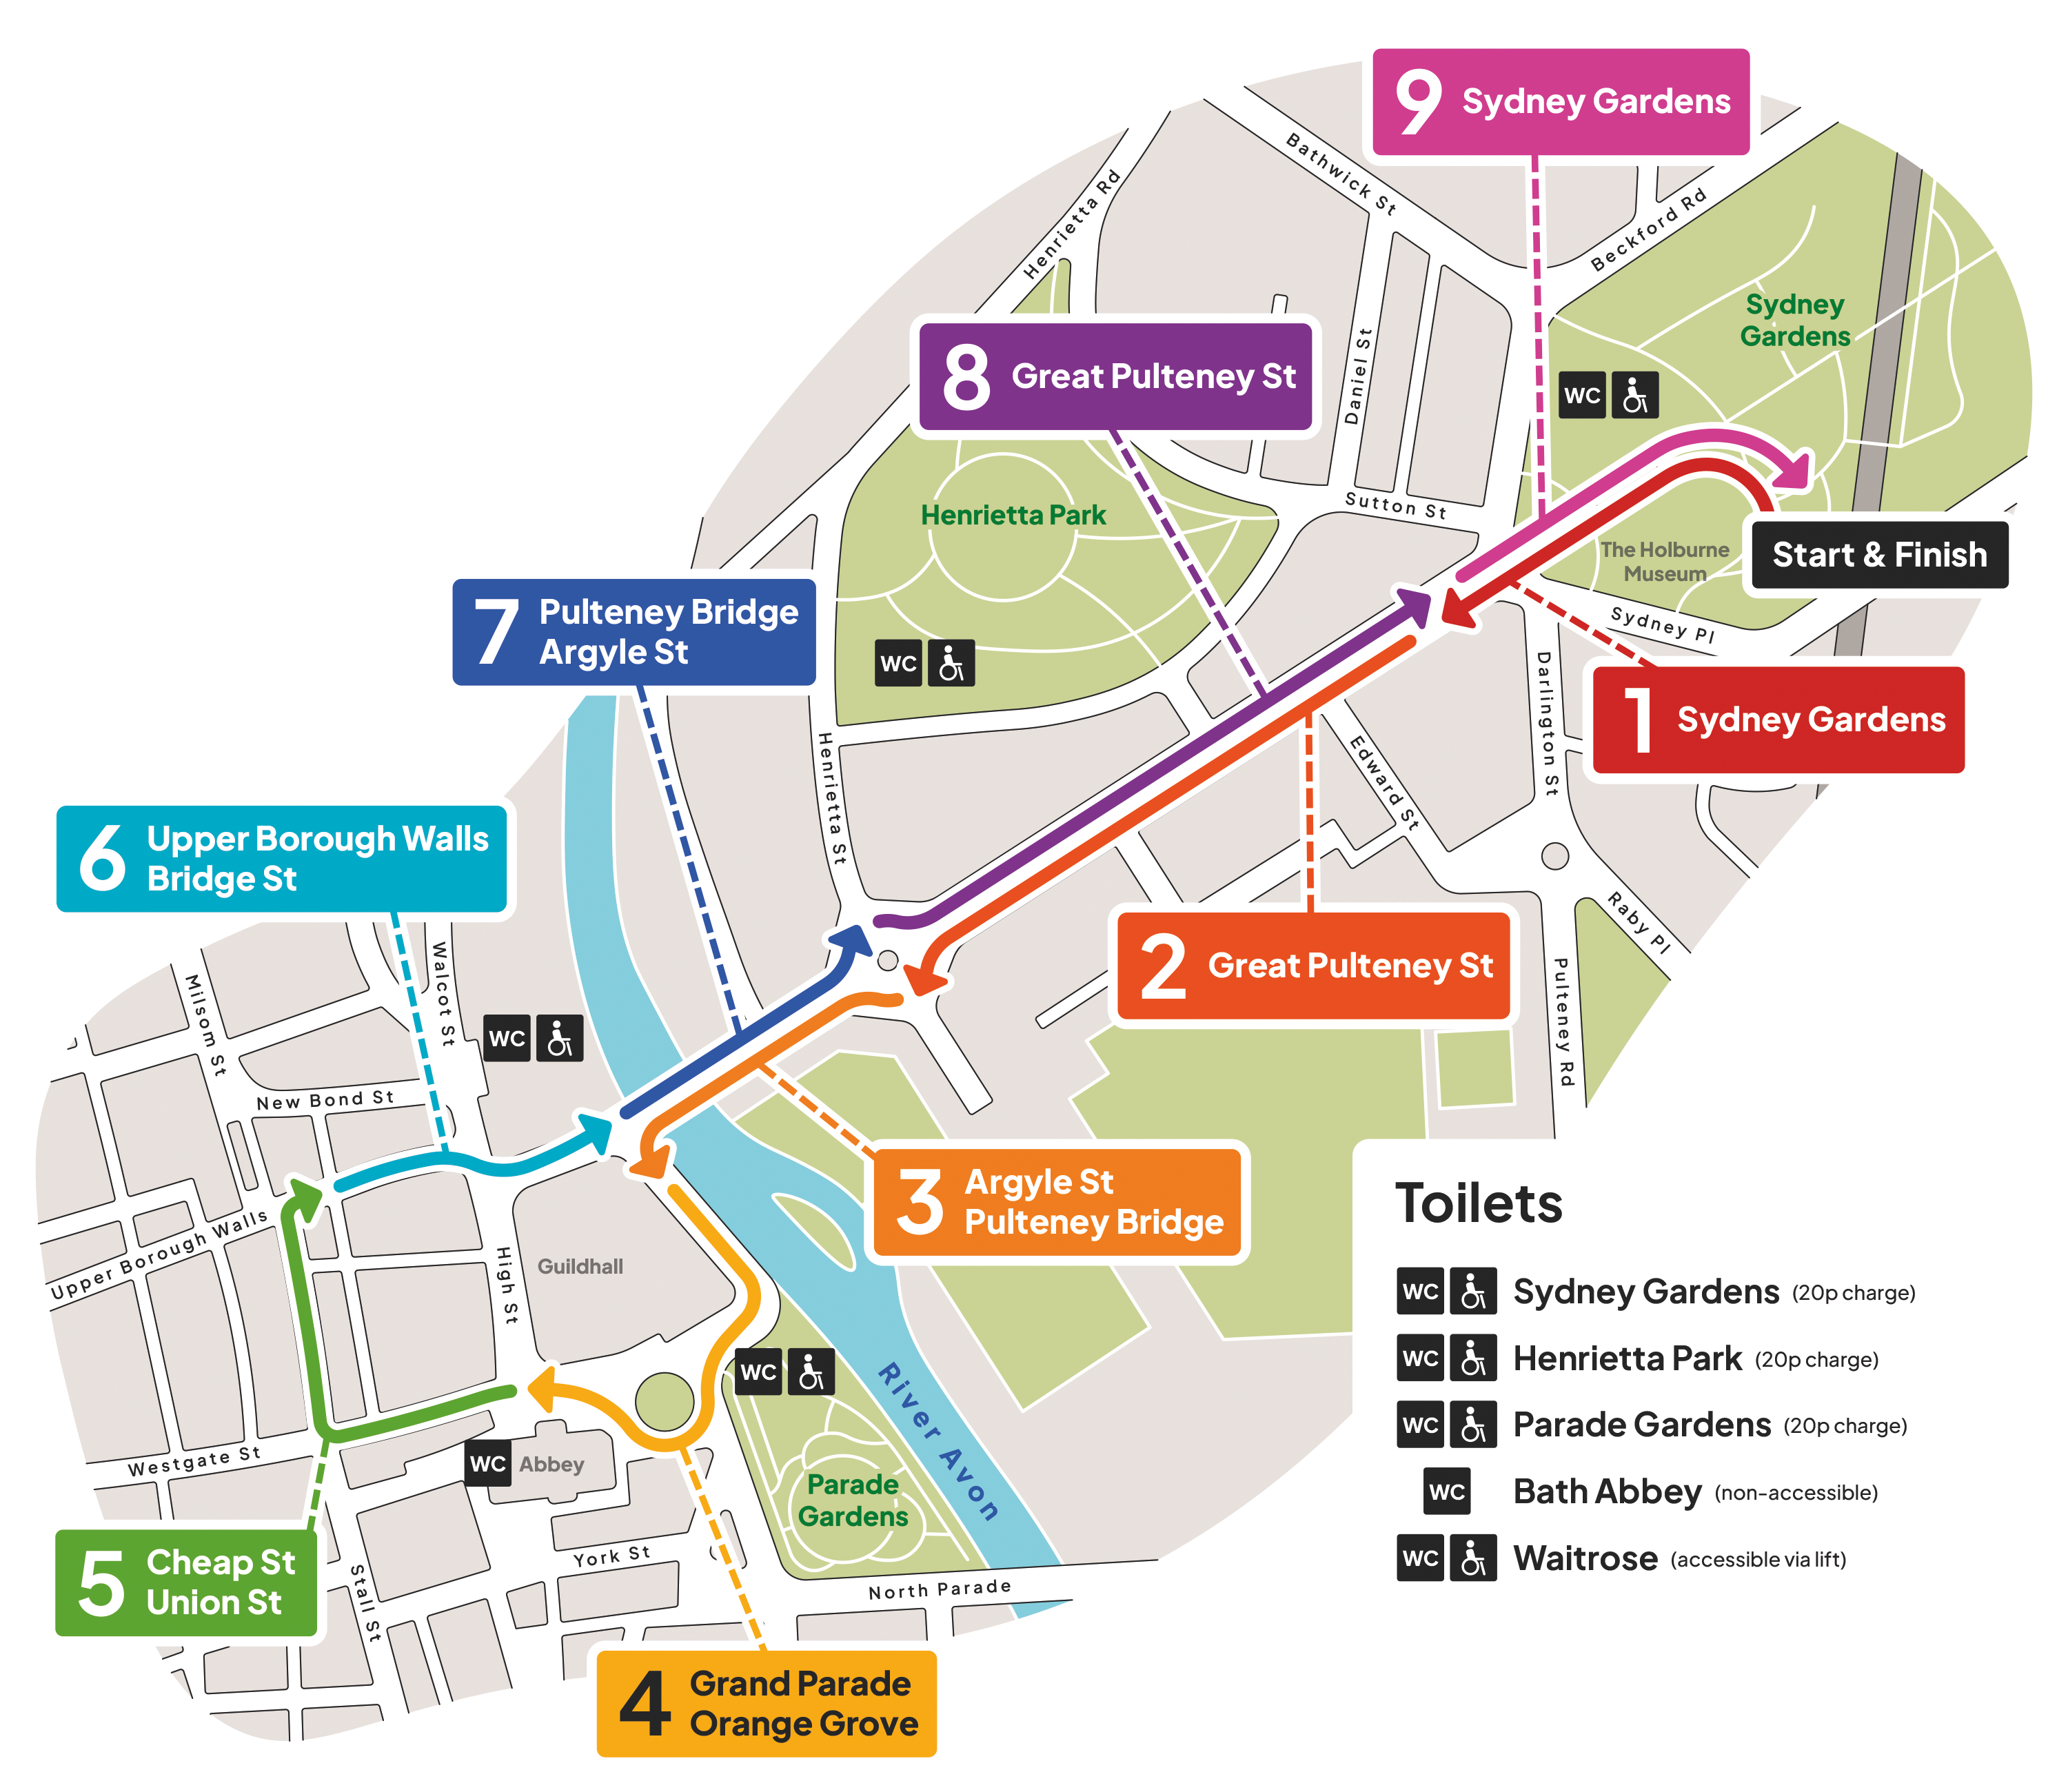 9 Sydney Gardens
Bathwick St
Henrietta Rd
Beckford Rd
Sydney
Gardens
8 Great Pulteney St
Daniel St
WC
Sutton St
Henrietta Park
The Holburne
Museum
Start & Finish
7 Pulteney Bridge
Argyle St
Sydney Pl
WC
Darlington St
1 Sydney Gardens
Henrietta St
Edward St
6 Upper Borough Walls
Bridge St
Raby Pl
2 Great Pulteney St
Walcot St
Milsom St
WC
Pulteney Rd
New Bond St
3 Argyle St
Pulteney Bridge
Upper Borough Walls
High St
Guildhall
WC
River Avon
Westgate St
WC
Abbey
Parade
Gardens
5 Cheap St
Union St
Stall St
York St
North Parade
4 Grand Parade
Orange Grove
Toilets
WC Sydney Gardens (20p charge)
WC Henrietta Park (20p charge)
WC Parade Gardens (20p charge)
WC Bath Abbey (non-accessible)
WC Waitrose (accessible via lift)